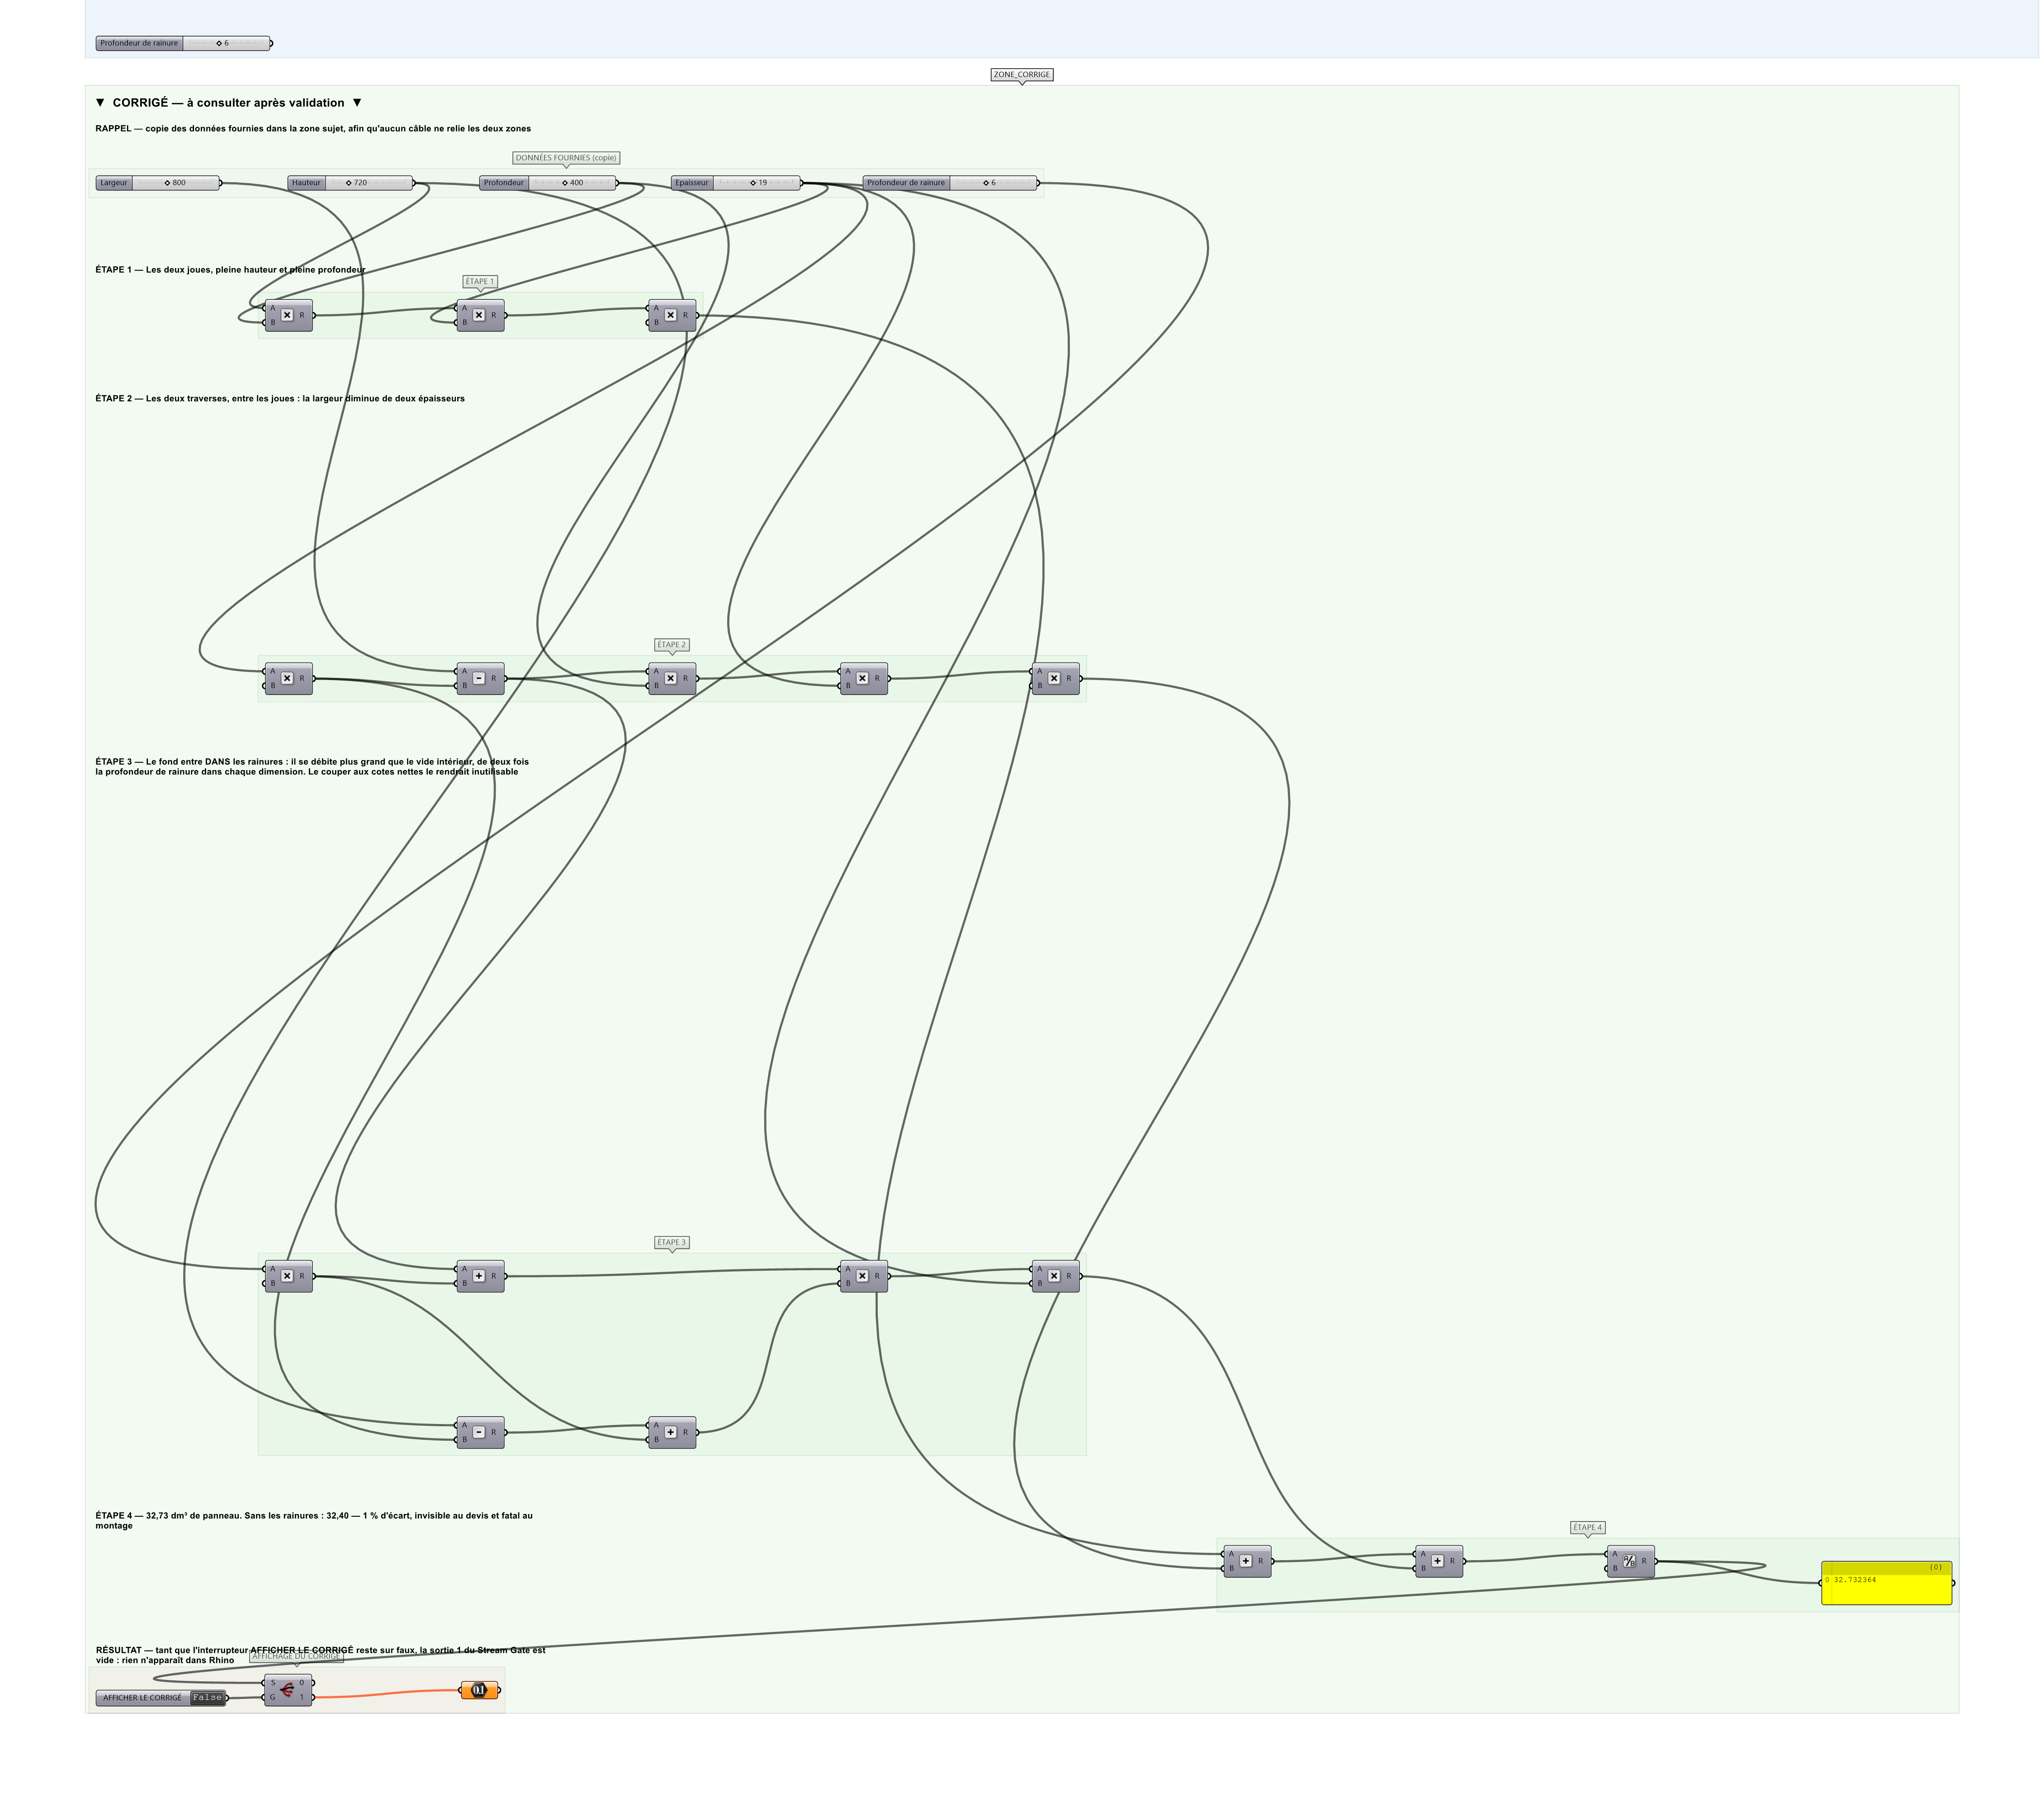 Profondeur de rainure 6
ZONE_CORRIGE
▼ CORRIGÉ — à consulter après validation ▼
RAPPEL — copie des données fournies dans la zone sujet, afin qu'aucun câble ne relie les deux zones
DONNÉES FOURNIES (copie)
Largeur 800
Hauteur 720
Profondeur 400
Epaisseur 19
Profondeur de rainure 6
ÉTAPE 1 — Les deux joues, pleine hauteur et pleine profondeur
ÉTAPE 1
A B × R
A B × R
A B × R
ÉTAPE 2 — Les deux traverses, entre les joues : la largeur diminue de deux épaisseurs
ÉTAPE 2
A B × R
A B - R
A B × R
A B × R
A B × R
ÉTAPE 3 — Le fond entre DANS les rainures : il se débite plus grand que le vide intérieur, de deux fois
la profondeur de rainure dans chaque dimension. Le couper aux cotes nettes le rendrait inutilisable
ÉTAPE 3
A B × R
A B + R
A B × R
A B × R
A B - R
A B + R
ÉTAPE 4 — 32,73 dm³ de panneau. Sans les rainures : 32,40 — 1 % d'écart, invisible au devis et fatal au
montage
ÉTAPE 4
A B + R
A B + R
A B A/B R
{0}
0 32.732364
RÉSULTAT — tant que l'interrupteur AFFICHER LE CORRIGÉ reste sur faux, la sortie 1 du Stream Gate est
vide : rien n'apparaît dans Rhino
AFFICHAGE DU CORRIGÉ
AFFICHER LE CORRIGÉ False
S G 0 1
0.1